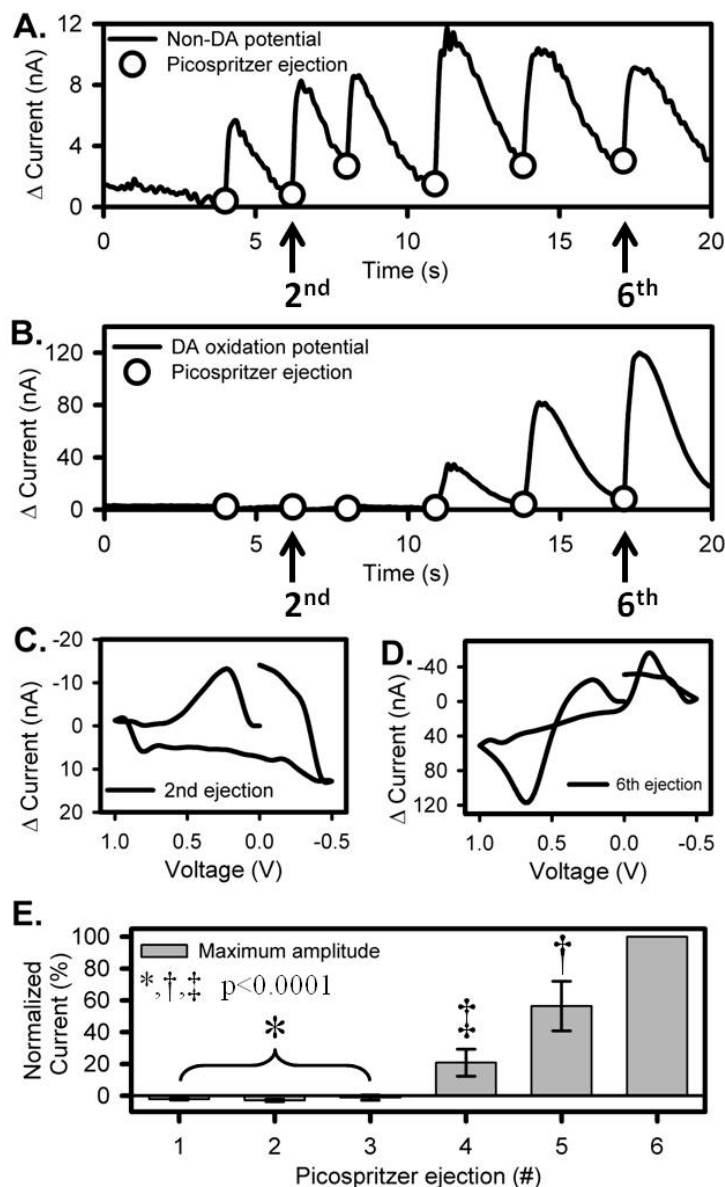 A.
12
8
4
0
Δ Current (nA)
Non-DA potential
Picospritzer ejection
0 5 10 15 20
Time (s)
2nd 6th
B.
120
80
40
0
Δ Current (nA)
DA oxidation potential
Picospritzer ejection
0 5 10 15 20
Time (s)
2nd 6th
C.
-20
-10
0
10
20
Δ Current (nA)
2nd ejection
1.0 0.5 0.0 -0.5
Voltage (V)
D.
-40
0
40
80
120
Δ Current (nA)
6th ejection
1.0 0.5 0.0 -0.5
Voltage (V)
E.
100
80
60
40
20
0
Normalized
Current (%)
Maximum amplitude
*,†,‡ p<0.0001
*
‡
†
1 2 3 4 5 6
Picospritzer ejection (#)